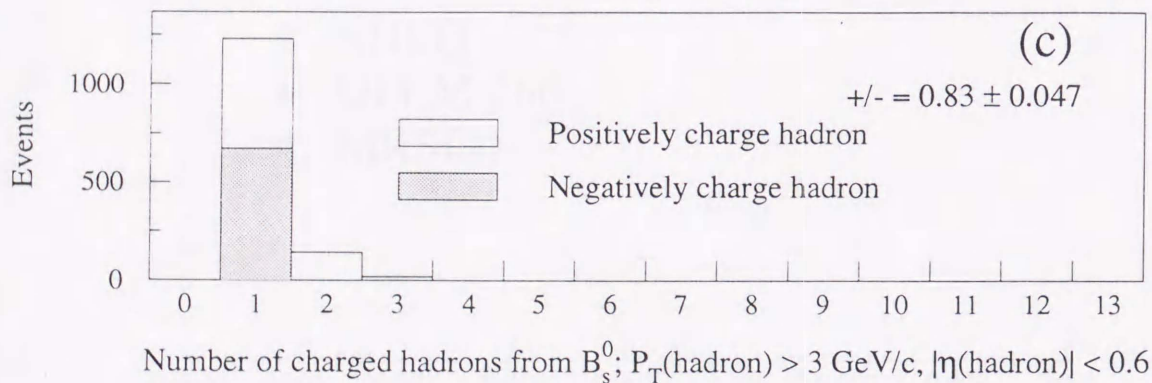 (c)
1000
+/- = 0.83 ± 0.047
Events
Positively charge hadron
500
Negatively charge hadron
0
0 1 2 3 4 5 6 7 8 9 10 11 12 13
Number of charged hadrons from B_s^0; P_T(hadron) > 3 GeV/c, |η(hadron)| < 0.6